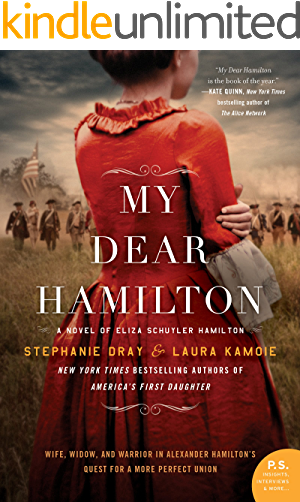 kindleunlimited
"My Dear Hamilton
is the book of the year."
—KATE QUINN, New York Times
bestselling author of
The Alice Network
MY
DEAR
HAMILTON
A NOVEL OF ELIZA SCHUYLER HAMILTON
STEPHANIE DRAY & LAURA KAMOIE
NEW YORK TIMES BESTSELLING AUTHORS OF
AMERICA'S FIRST DAUGHTER
P.S.
INSIGHTS,
INTERVIEWS
& MORE...
WIFE, WIDOW, AND WARRIOR IN ALEXANDER HAMILTON'S
QUEST FOR A MORE PERFECT UNION